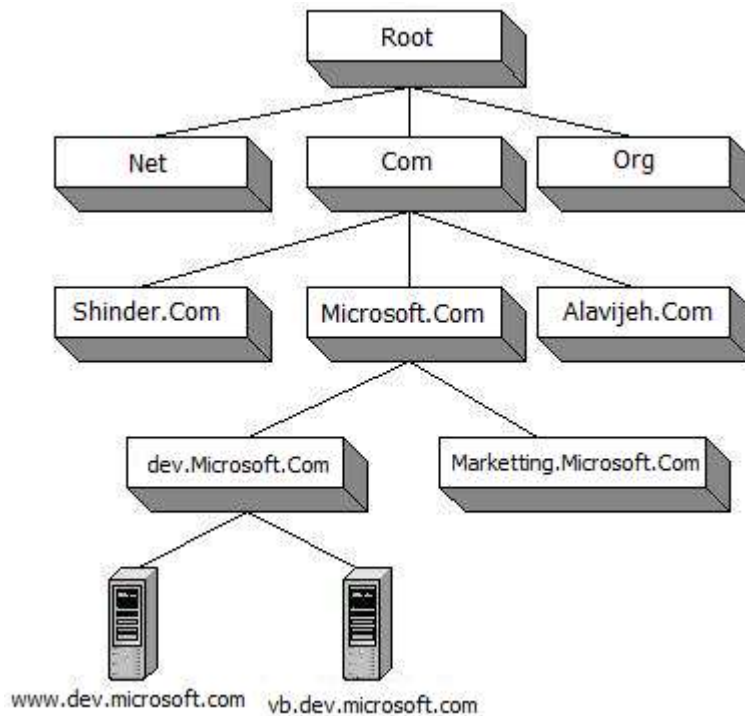 Root
Net
Com
Org
Shinder.Com
Microsoft.Com
Alavijeh.Com
dev.Microsoft.Com
Marketting.Microsoft.Com
www.dev.microsoft.com
vb.dev.microsoft.com